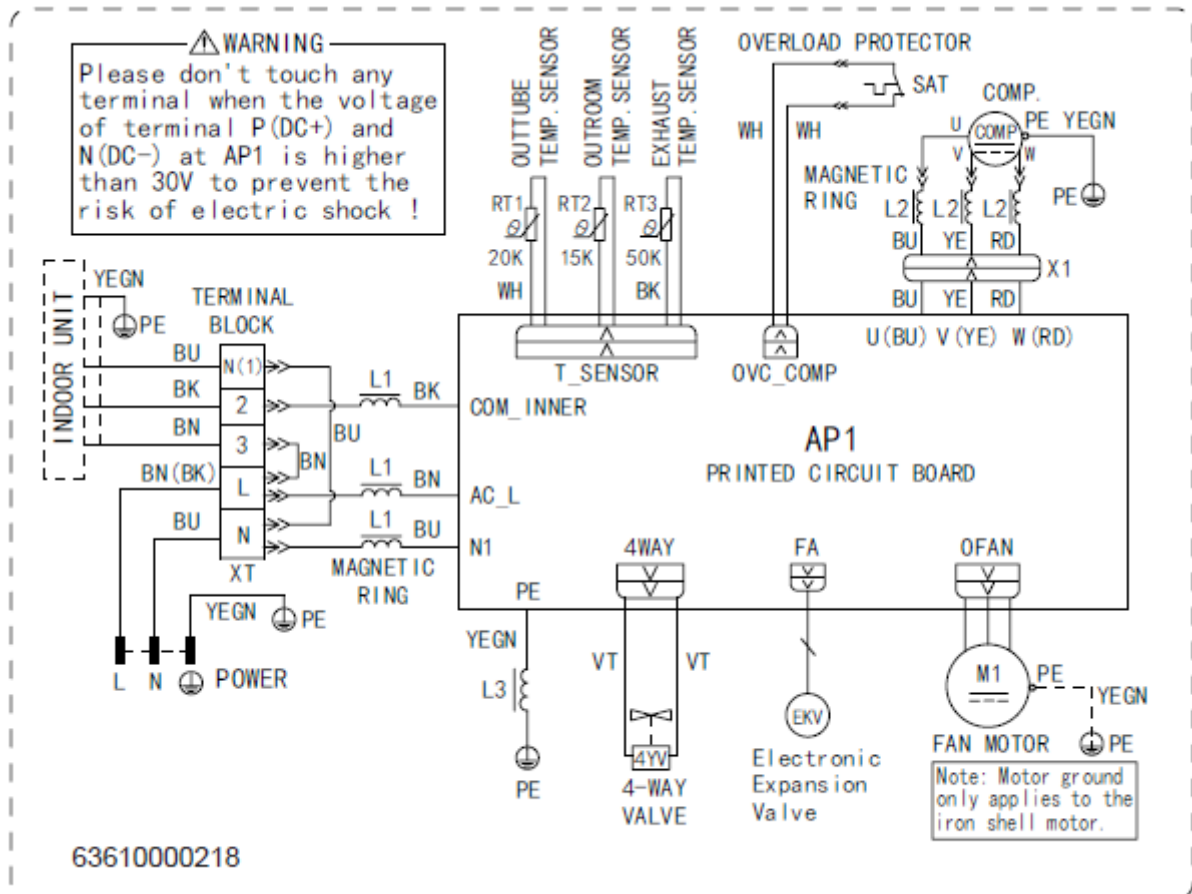 WARNING
Please don't touch any
terminal when the voltage
of terminal P(DC+) and
N(DC-) at AP1 is higher
than 30V to prevent the
risk of electric shock !
OUTTUBE
TEMP. SENSOR
OUTROOM
TEMP. SENSOR
EXHAUST
TEMP. SENSOR
RT1
RT2
RT3
θ
θ
θ
20K
15K
50K
WH
BK
OVERLOAD PROTECTOR
SAT
WH
WH
COMP.
U
COMP
PE YEGN
V
W
MAGNETIC
RING
PE
L2
L2
L2
BU
YE
RD
X1
BU
YE
RD
INDOOR UNIT
YEGN
PE
TERMINAL
BLOCK
BU
N(1)
BK
2
BN
3
BN(BK)
L
BU
N
XT
BU
BN
L1
BK
L1
BN
L1
BU
MAGNETIC
RING
YEGN
PE
L
N
POWER
T_SENSOR
OVC_COMP
U(BU) V(YE) W(RD)
COM_INNER
AP1
PRINTED CIRCUIT BOARD
AC_L
N1
PE
4WAY
FA
OFAN
YEGN
L3
PE
VT
VT
4YV
4-WAY
VALVE
EKV
Electronic
Expansion
Valve
M1
PE
YEGN
FAN MOTOR
PE
Note: Motor ground
only applies to the
iron shell motor.
63610000218